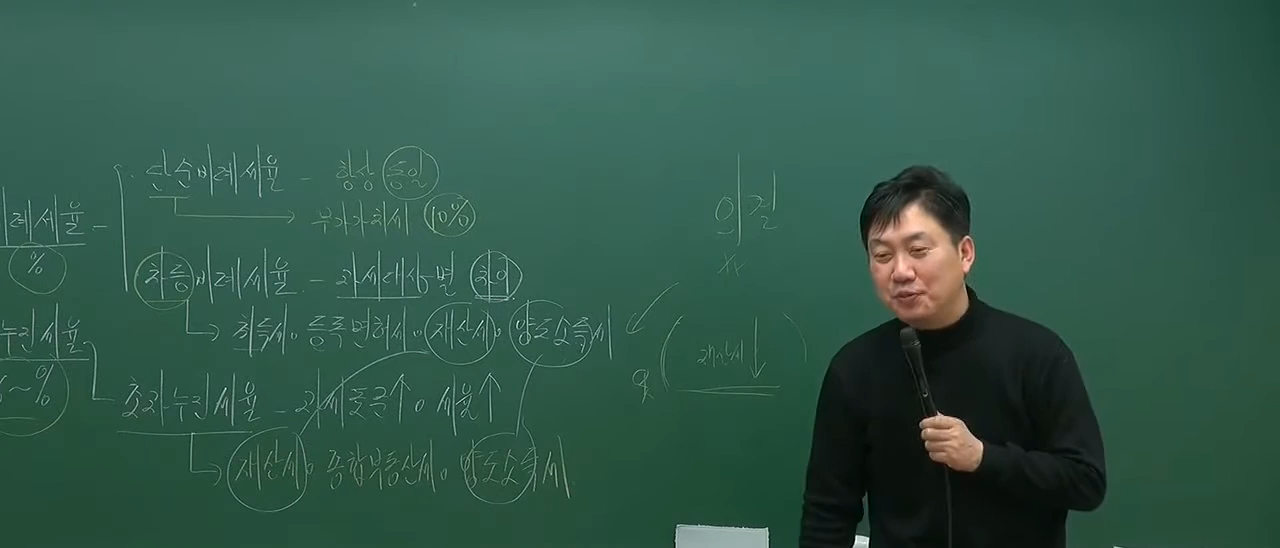 단순비례세율 - 항상 동일
부가가치세 10%
례세율 -
%
차등비례세율 - 과세대상별 차이
취득세, 등록면허세, 재산세, 양도소득세
누진세율
~%
초과누진세율 - 과세표준↑, 세율↑
재산세, 종합부동산세, 양도소득세
재산세↓